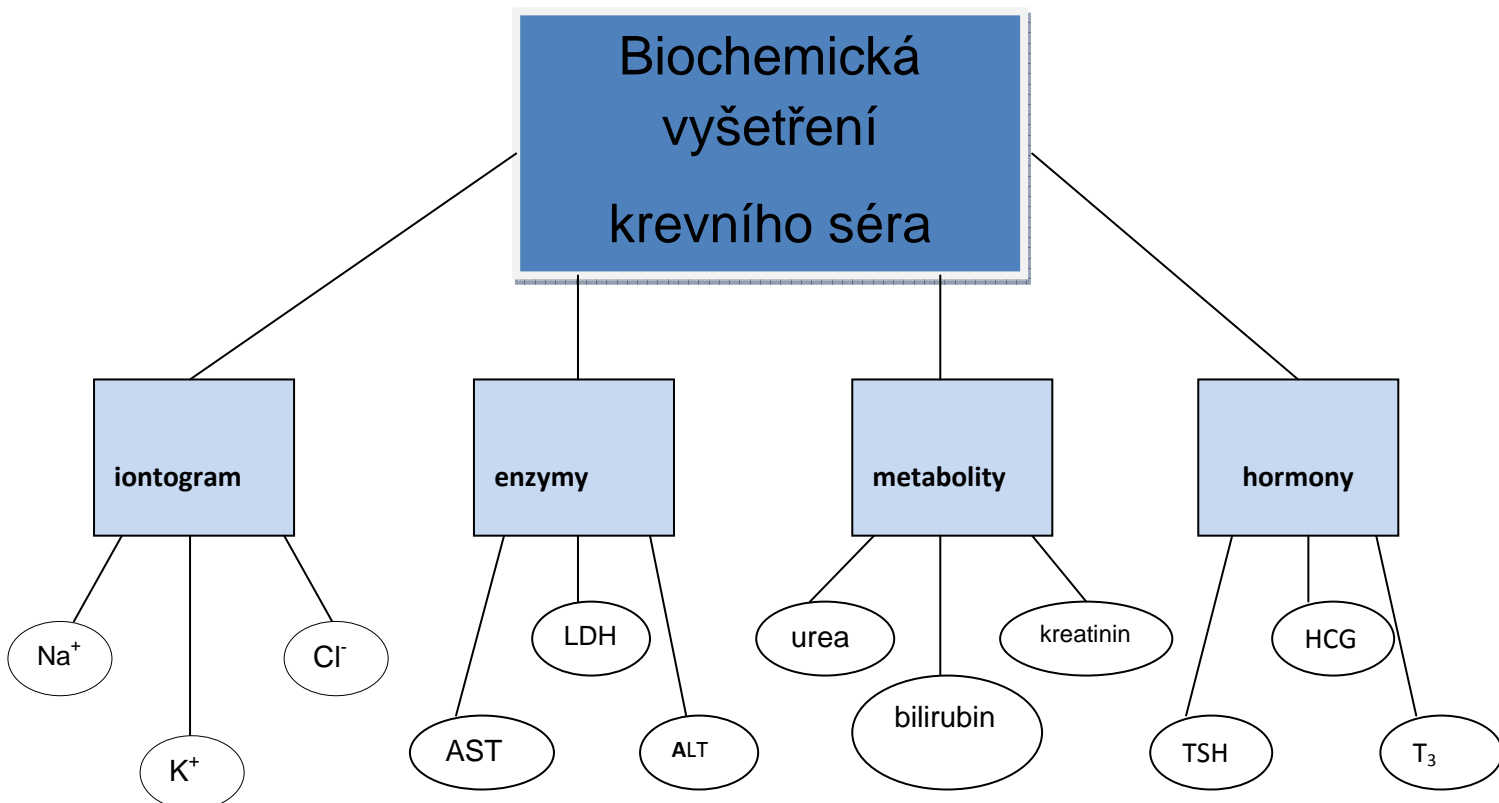 Biochemická
vyšetření
krevního séra
iontogram
enzymy
metabolity
hormony
Na⁺
K⁺
Cl⁻
AST
LDH
ALT
urea
bilirubin
kreatinin
TSH
HCG
T₃